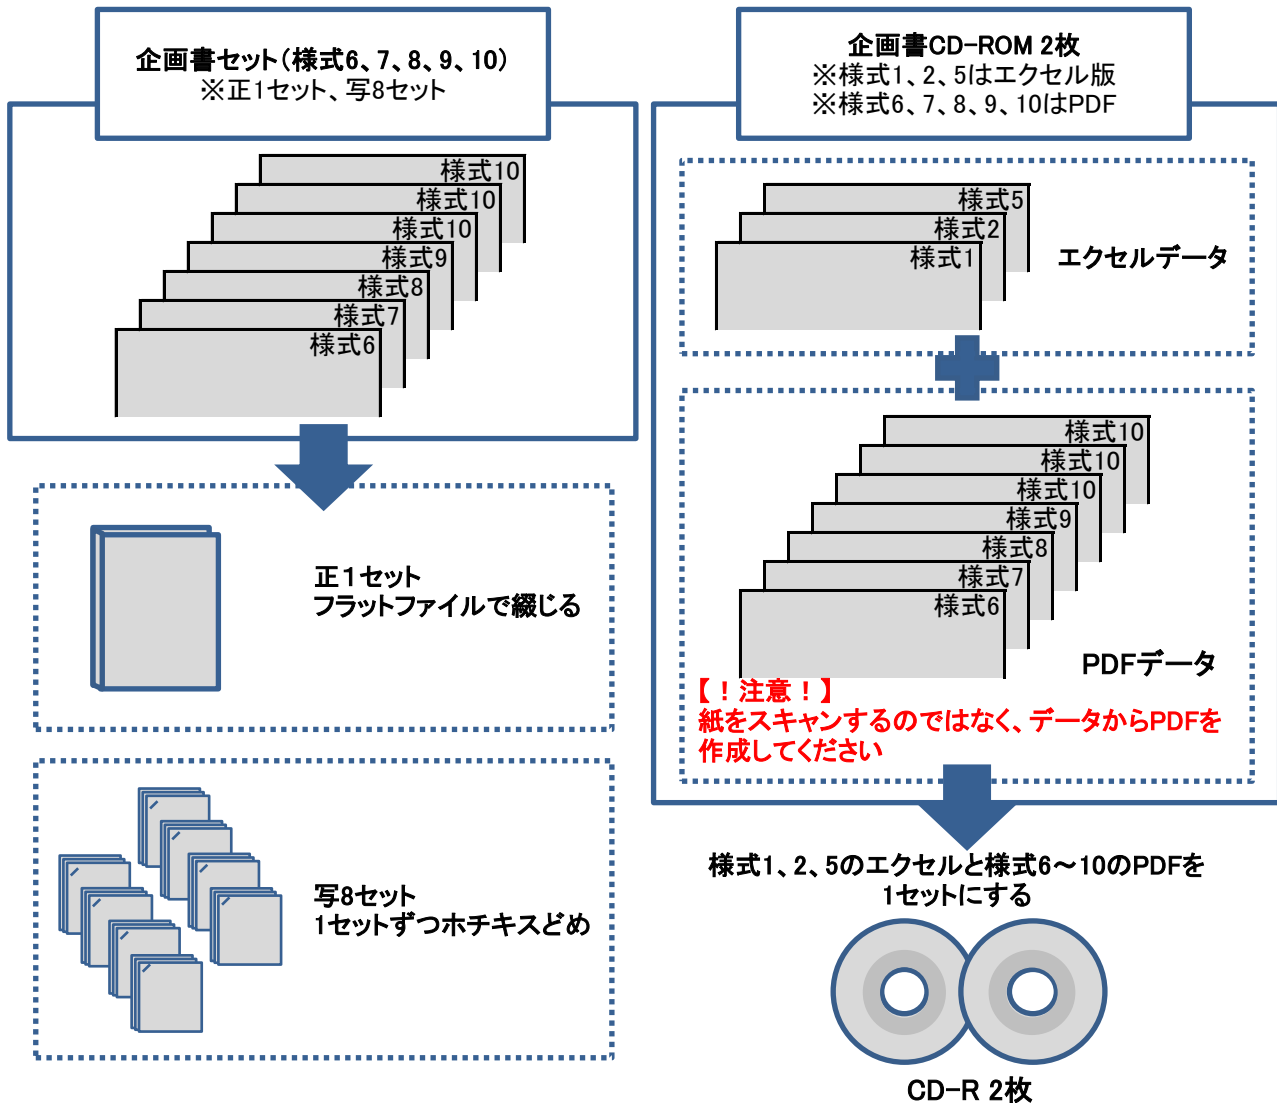 企画書セット(様式6、7、8、9、10)
※正1セット、写8セット
様式10
様式10
様式10
様式9
様式8
様式7
様式6
正1セット
フラットファイルで綴じる
写8セット
1セットずつホチキスどめ
企画書CD-ROM 2枚
※様式1、2、5はエクセル版
※様式6、7、8、9、10はPDF
様式5
様式2
様式1
エクセルデータ
様式10
様式10
様式10
様式9
様式8
様式7
様式6
PDFデータ
【！注意！】
紙をスキャンするのではなく、データからPDFを
作成してください
様式1、2、5のエクセルと様式6～10のPDFを
1セットにする
CD-R 2枚